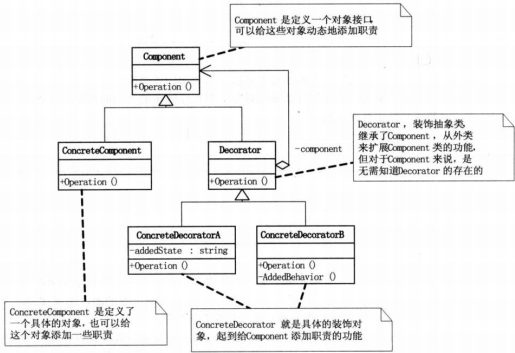 Component 是定义一个对象接口,
可以给这些对象动态地添加职责
Component
+Operation ()
Decorator, 装饰抽象类,
继承了Component, 从外类
来扩展Component 类的功能,
但对于Component 来说, 是
无需知道Decorator 的存在的
ConcreteComponent
+Operation ()
Decorator
+Operation ()
-component
ConcreteDecoratorA
-addedState : string
+Operation ()
ConcreteDecoratorB
+Operation ()
-AddedBehavior ()
ConcreteComponent 是定义了
一个具体的对象, 也可以给
这个对象添加一些职责
ConcreteDecorator 就是具体的装饰对
象, 起到给Component 添加职责的功能